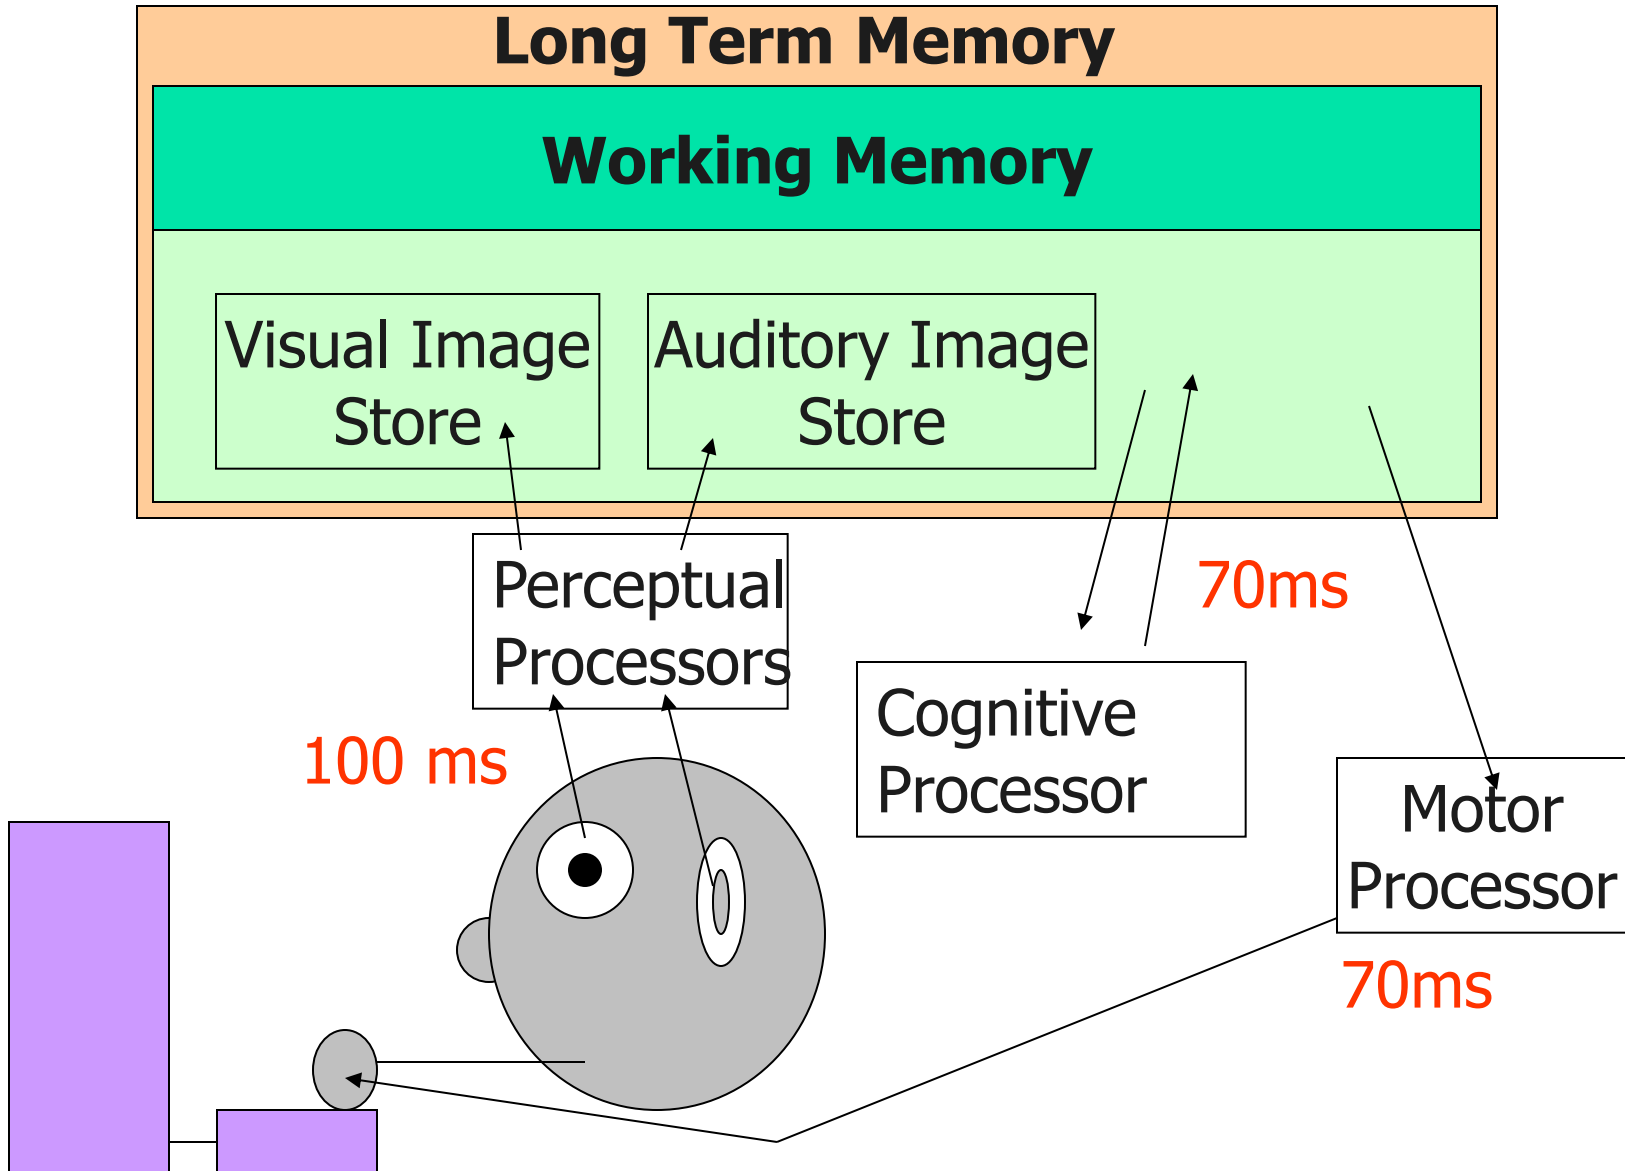 Long Term Memory
Working Memory
Visual Image
Store
Auditory Image
Store
Perceptual
Processors
70ms
Cognitive
Processor
100 ms
Motor
Processor
70ms